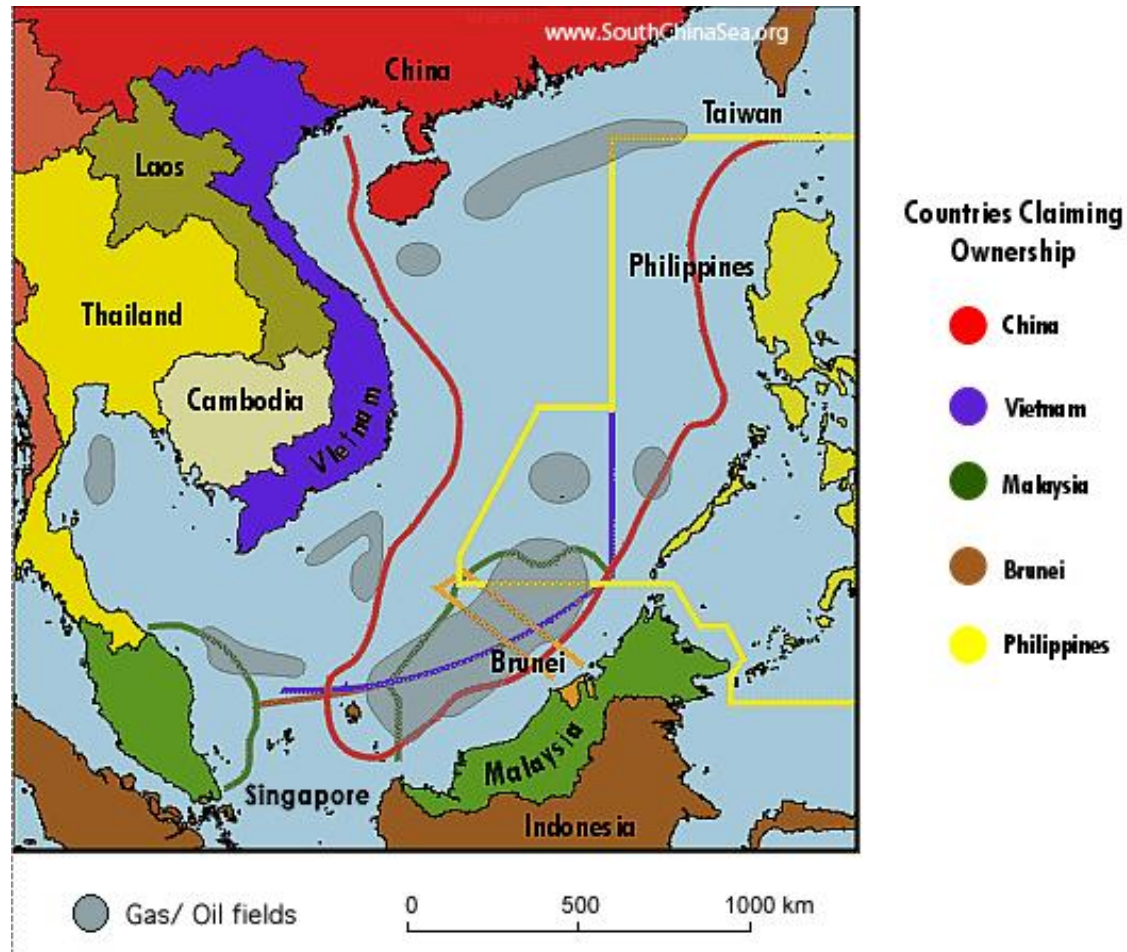 www.SouthChinaSea.org
China
Taiwan
Laos
Philippines
Thailand
Cambodia
Vietnam
Brunei
Malaysia
Singapore
Indonesia
Countries Claiming
Ownership
China
Vietnam
Malaysia
Brunei
Philippines
Gas/ Oil fields
0 500 1000 km